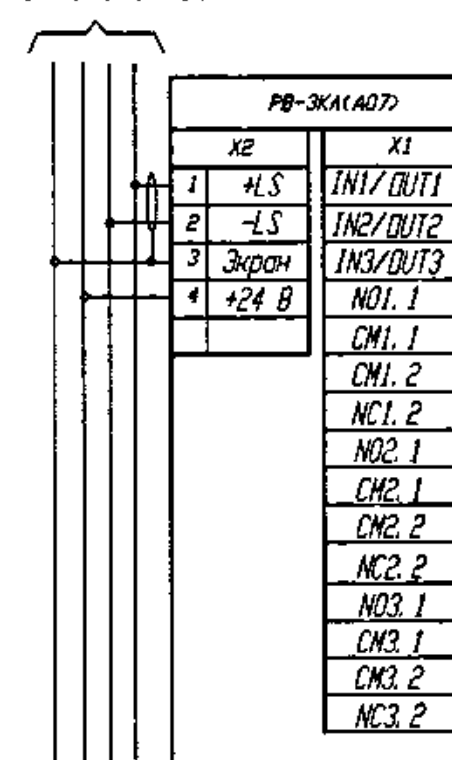 РВ-ЭКЛ(А07)
X2 X1
1 +LS IN1/OUT1
2 -LS IN2/OUT2
3 Экран IN3/OUT3
4 +24 В NO1. 1
CM1. 1
CM1. 2
NC1. 2
NO2. 1
CM2. 1
CM2. 2
NC2. 2
NO3. 1
CM3. 1
CM3. 2
NC3. 2